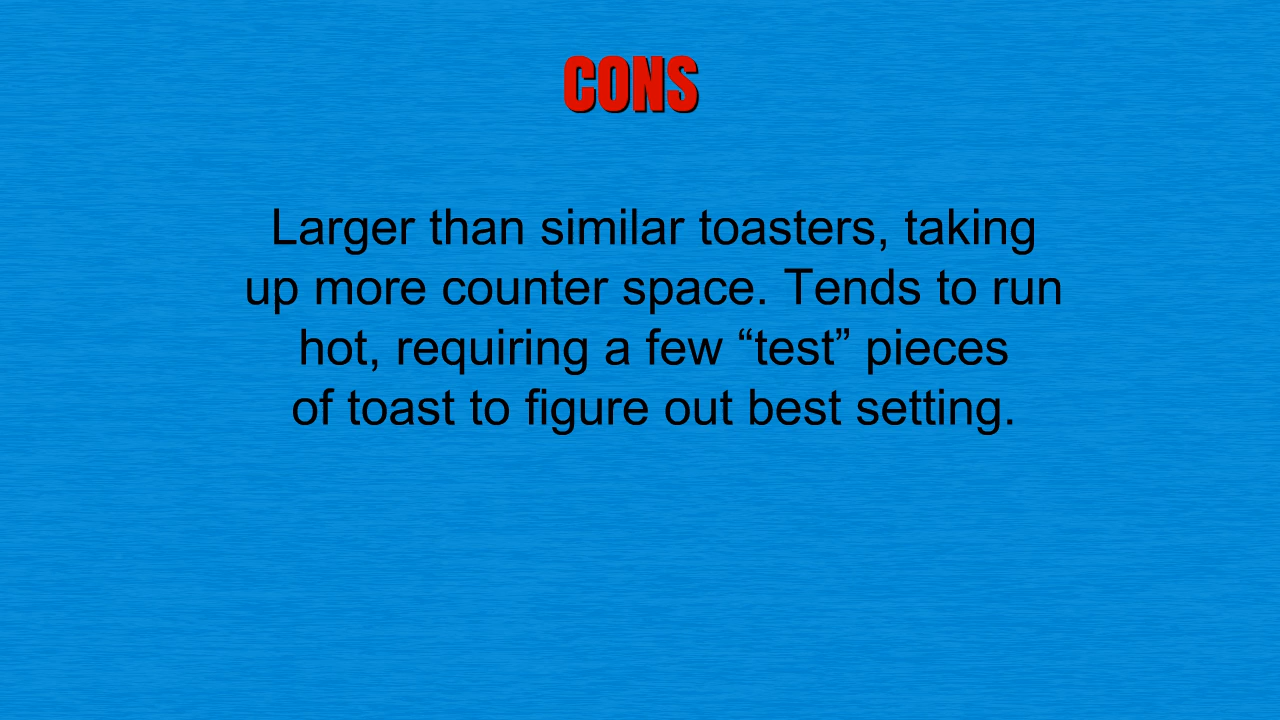 CONS
Larger than similar toasters, taking
up more counter space. Tends to run
hot, requiring a few “test” pieces
of toast to figure out best setting.